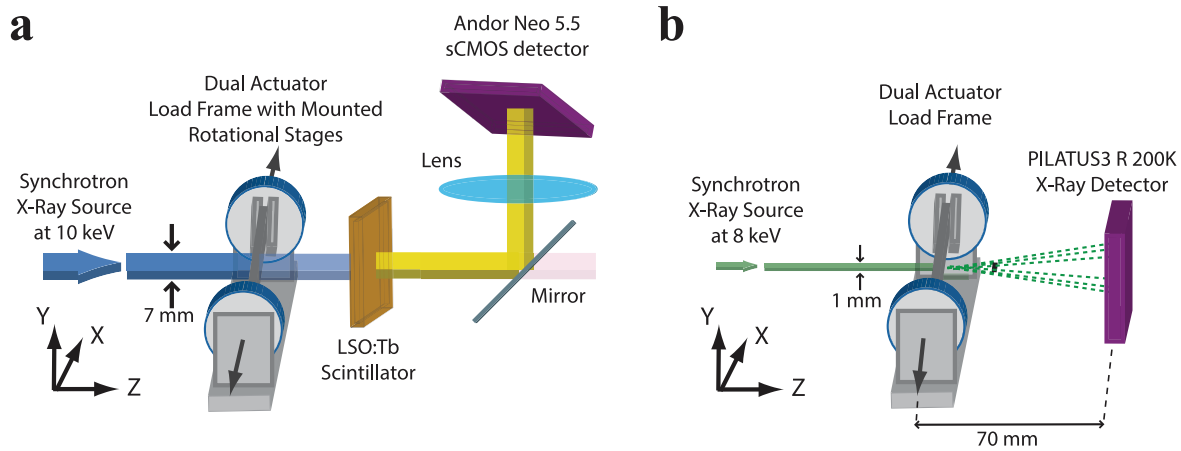 a
Andor Neo 5.5
sCMOS detector
Dual Actuator
Load Frame with Mounted
Rotational Stages
Lens
Synchrotron
X-Ray Source
at 10 keV
7 mm
Mirror
LSO:Tb
Scintillator
Y
X
Z
b
Dual Actuator
Load Frame
PILATUS3 R 200K
X-Ray Detector
Synchrotron
X-Ray Source
at 8 keV
1 mm
Y
X
Z
70 mm